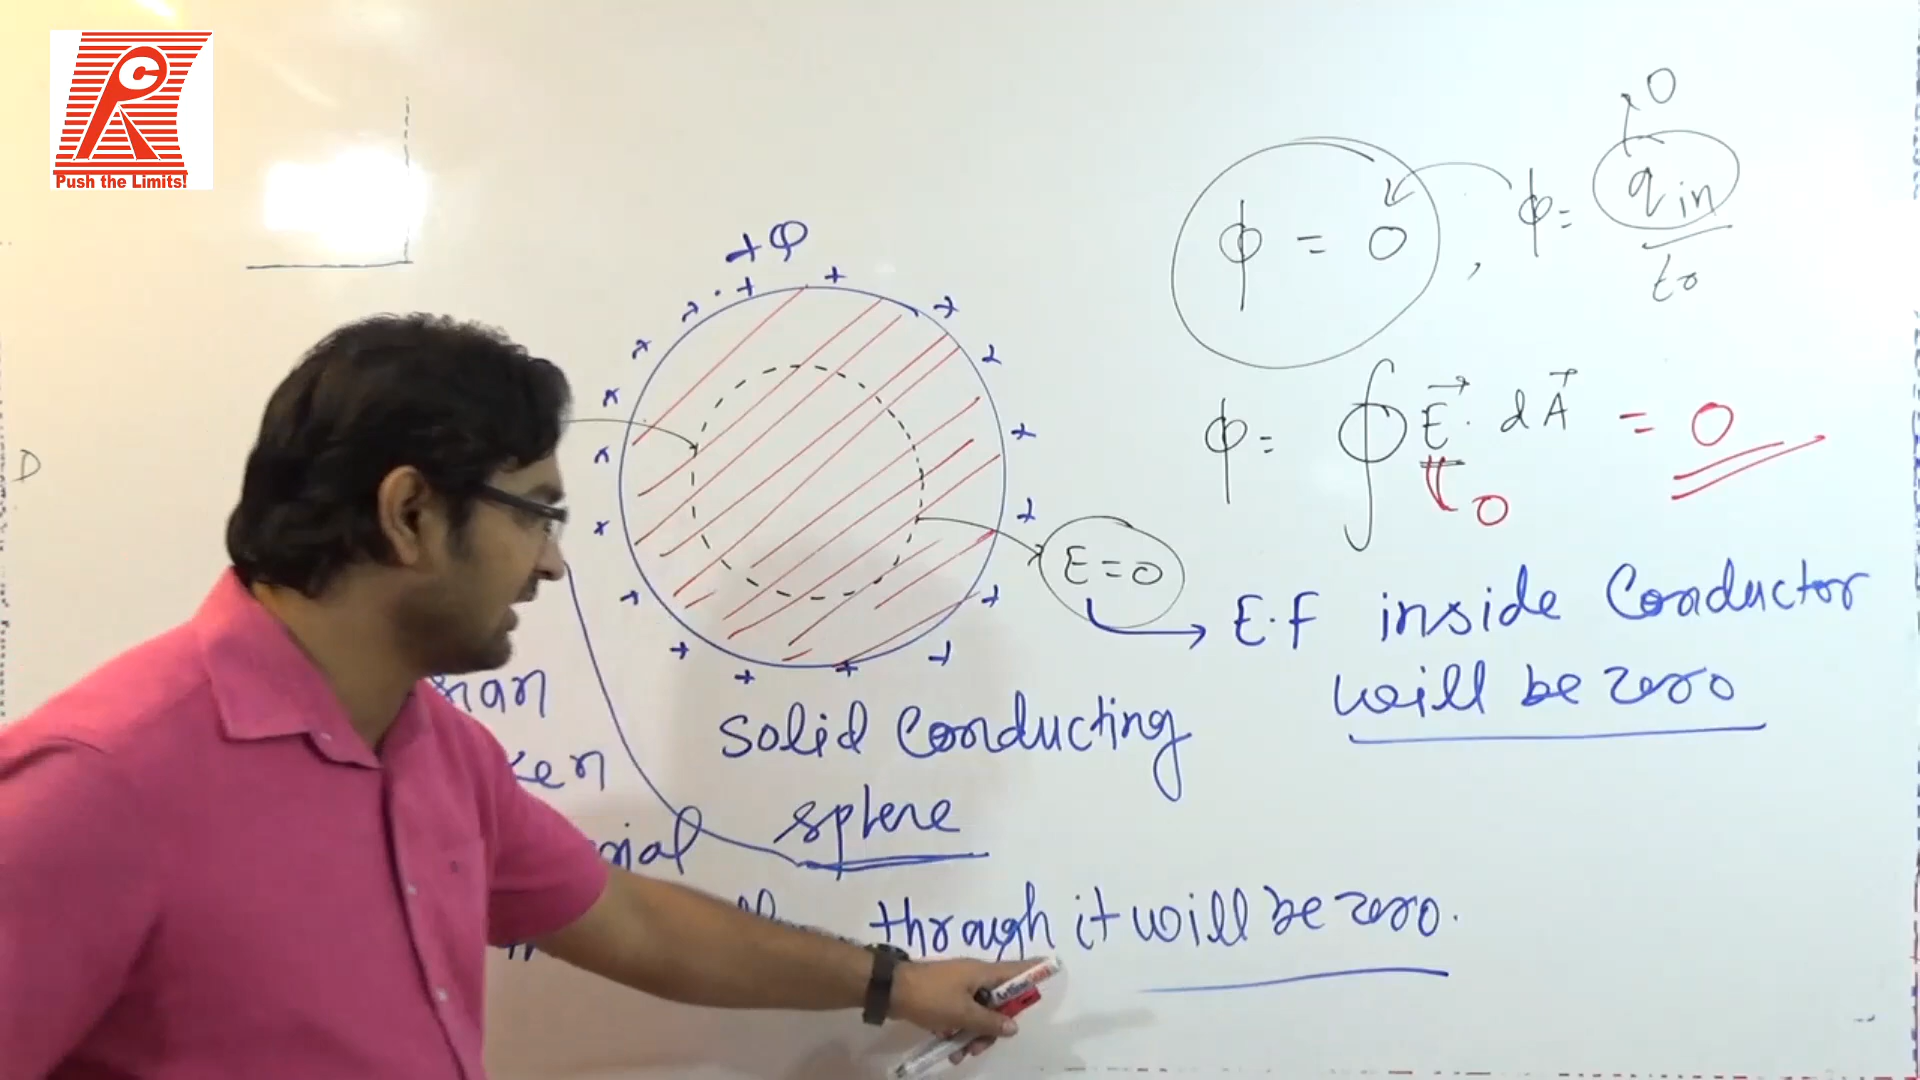 Push the Limits!
+Q
ϕ = 0 , ϕ = q in / ε0
0
ϕ = ∮ E⃗ · dA⃗ = 0
0
D
E = 0
E.F inside Conductor
will be zero
solid conducting
sphere
through it will be zero.